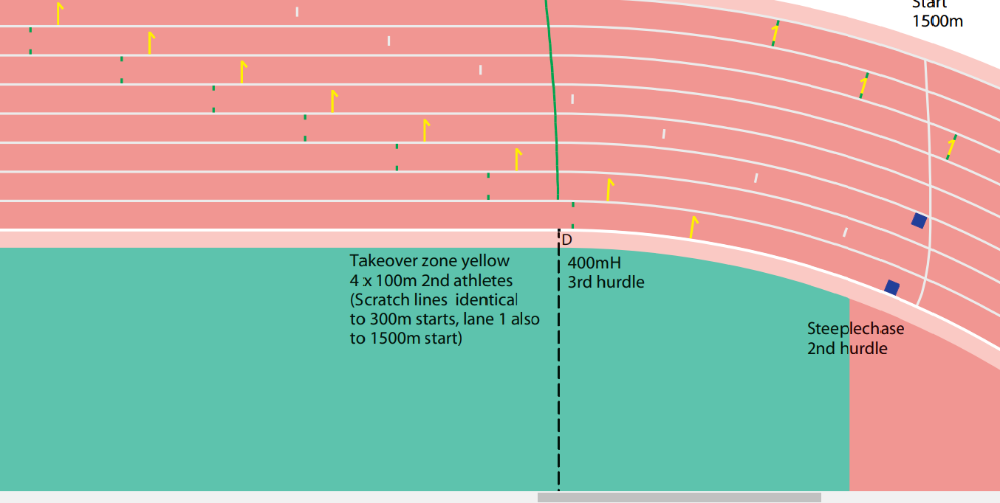 Start
1500m
D
400mH
3rd hurdle
Takeover zone yellow
4 x 100m 2nd athletes
(Scratch lines identical
to 300m starts, lane 1 also
to 1500m start)
Steeplechase
2nd hurdle